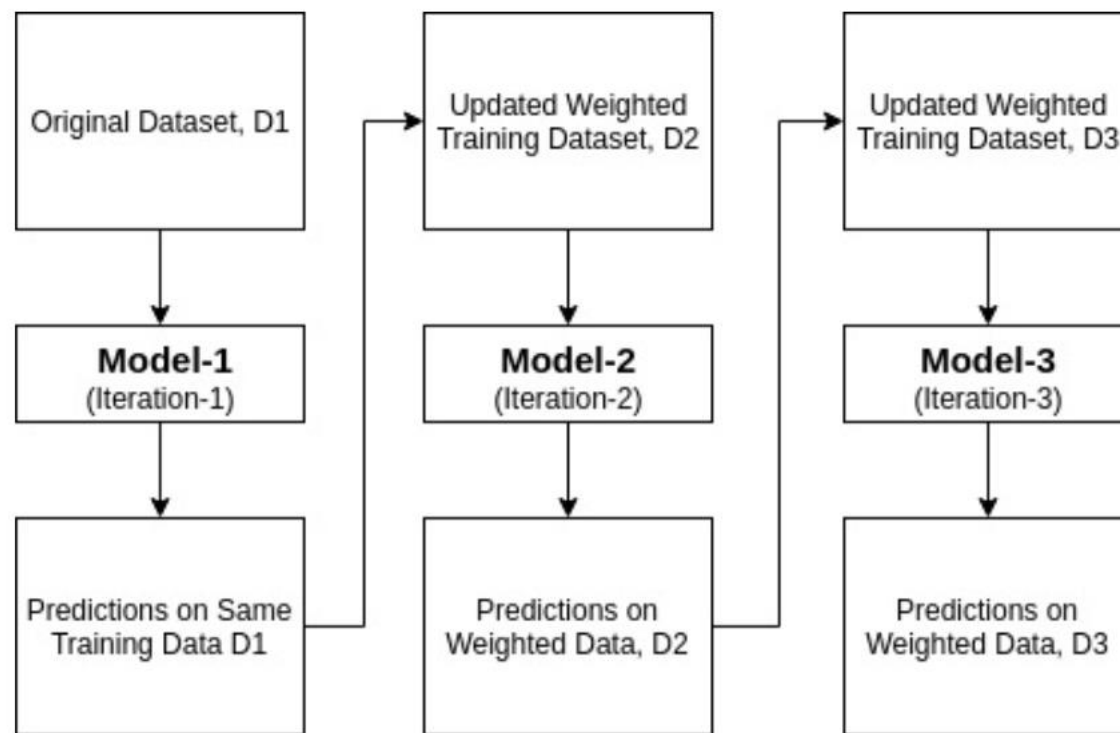 Original Dataset, D1
Model-1
(Iteration-1)
Predictions on Same
Training Data D1
Updated Weighted
Training Dataset, D2
Model-2
(Iteration-2)
Predictions on
Weighted Data, D2
Updated Weighted
Training Dataset, D3
Model-3
(Iteration-3)
Predictions on
Weighted Data, D3